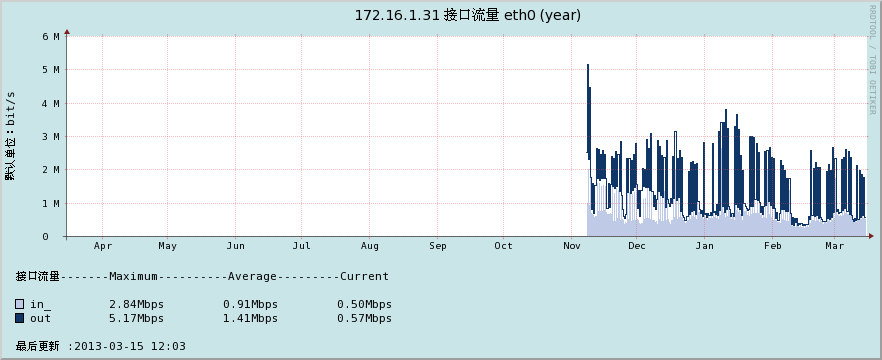 172.16.1.31 接口流量 eth0 (year)
RRDTOOL / TOBI OETIKER
默认单位：bit/s
6 M
5 M
4 M
3 M
2 M
1 M
0
Apr May Jun Jul Aug Sep Oct Nov Dec Jan Feb Mar
接口流量-------Maximum----------Average---------Current
in_ 2.84Mbps 0.91Mbps 0.50Mbps
out 5.17Mbps 1.41Mbps 0.57Mbps
最后更新 :2013-03-15 12:03